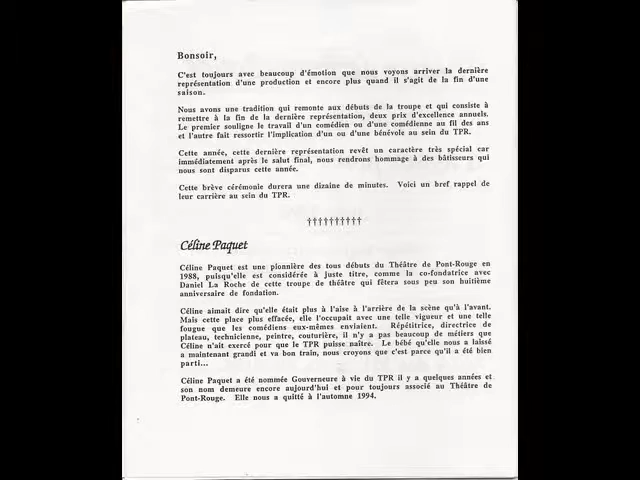 Bonsoir,
C'est toujours avec beaucoup d'émotion que nous voyons arriver la dernière
représentation d'une production et encore plus quand il s'agit de la fin d'une
saison.
Nous avons une tradition qui remonte aux débuts de la troupe et qui consiste à
remettre à la fin de la dernière représentation, deux prix d'excellence annuels.
Le premier souligne le travail d'un comédien ou d'une comédienne au fil des ans
et l'autre fait ressortir l'implication d'un ou d'une bénévole au sein du TPR.
Cette année, cette dernière représentation revêt un caractère très spécial car
immédiatement après le salut final, nous rendrons hommage à des bâtisseurs qui
nous sont disparus cette année.
Cette brève cérémonie durera une dizaine de minutes. Voici un bref rappel de
leur carrière au sein du TPR.
††††††††††
Céline Paquet
Céline Paquet est une pionnière des tous débuts du Théâtre de Pont-Rouge en
1988, puisqu'elle est considérée à juste titre, comme la co-fondatrice avec
Daniel La Roche de cette troupe de théâtre qui fêtera sous peu son huitième
anniversaire de fondation.
Céline aimait dire qu'elle était plus à l'aise à l'arrière de la scène qu'à l'avant.
Mais cette place plus effacée, elle l'occupait avec une telle vigueur et une telle
fougue que les comédiens eux-mêmes enviaient. Répétitrice, directrice de
plateau, technicienne, peintre, couturière, il n'y a pas beaucoup de métiers que
Céline n'ait exercé pour que le TPR puisse naître. Le bébé qu'elle nous a laissé
a maintenant grandi et va bon train, nous croyons que c'est parce qu'il a été bien
parti...
Céline Paquet a été nommée Gouverneure à vie du TPR il y a quelques années et
son nom demeure encore aujourd'hui et pour toujours associé au Théâtre de
Pont-Rouge. Elle nous a quitté à l'automne 1994.